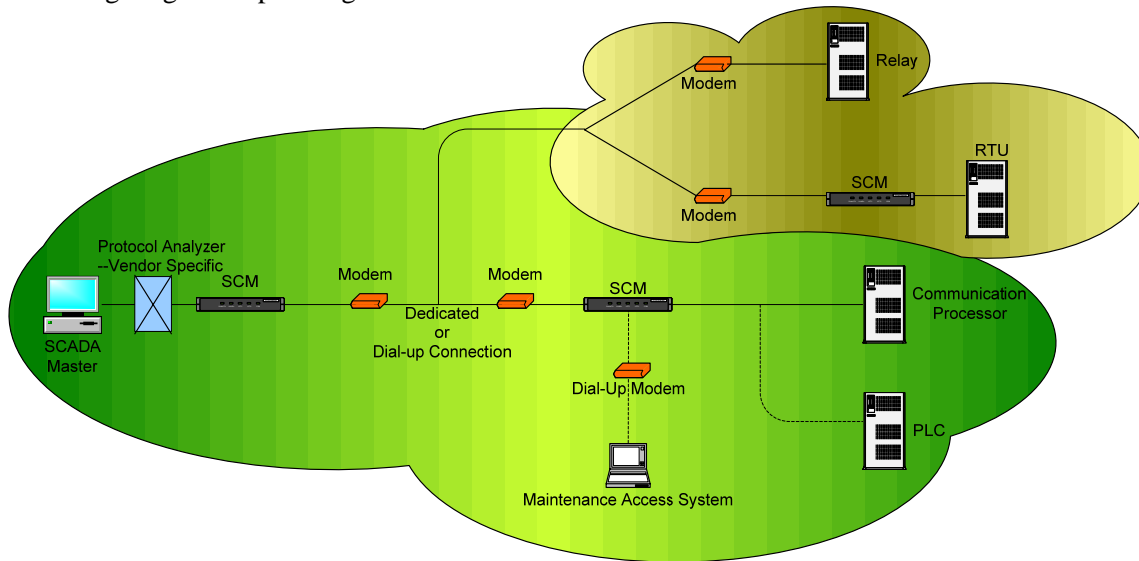 Relay
Modem
RTU
SCM
Modem
Protocol Analyzer
--Vendor Specific
SCM
Modem
Modem
SCM
Communication
Processor
Dedicated
or
Dial-up Connection
SCADA
Master
Dial-Up Modem
PLC
Maintenance Access System